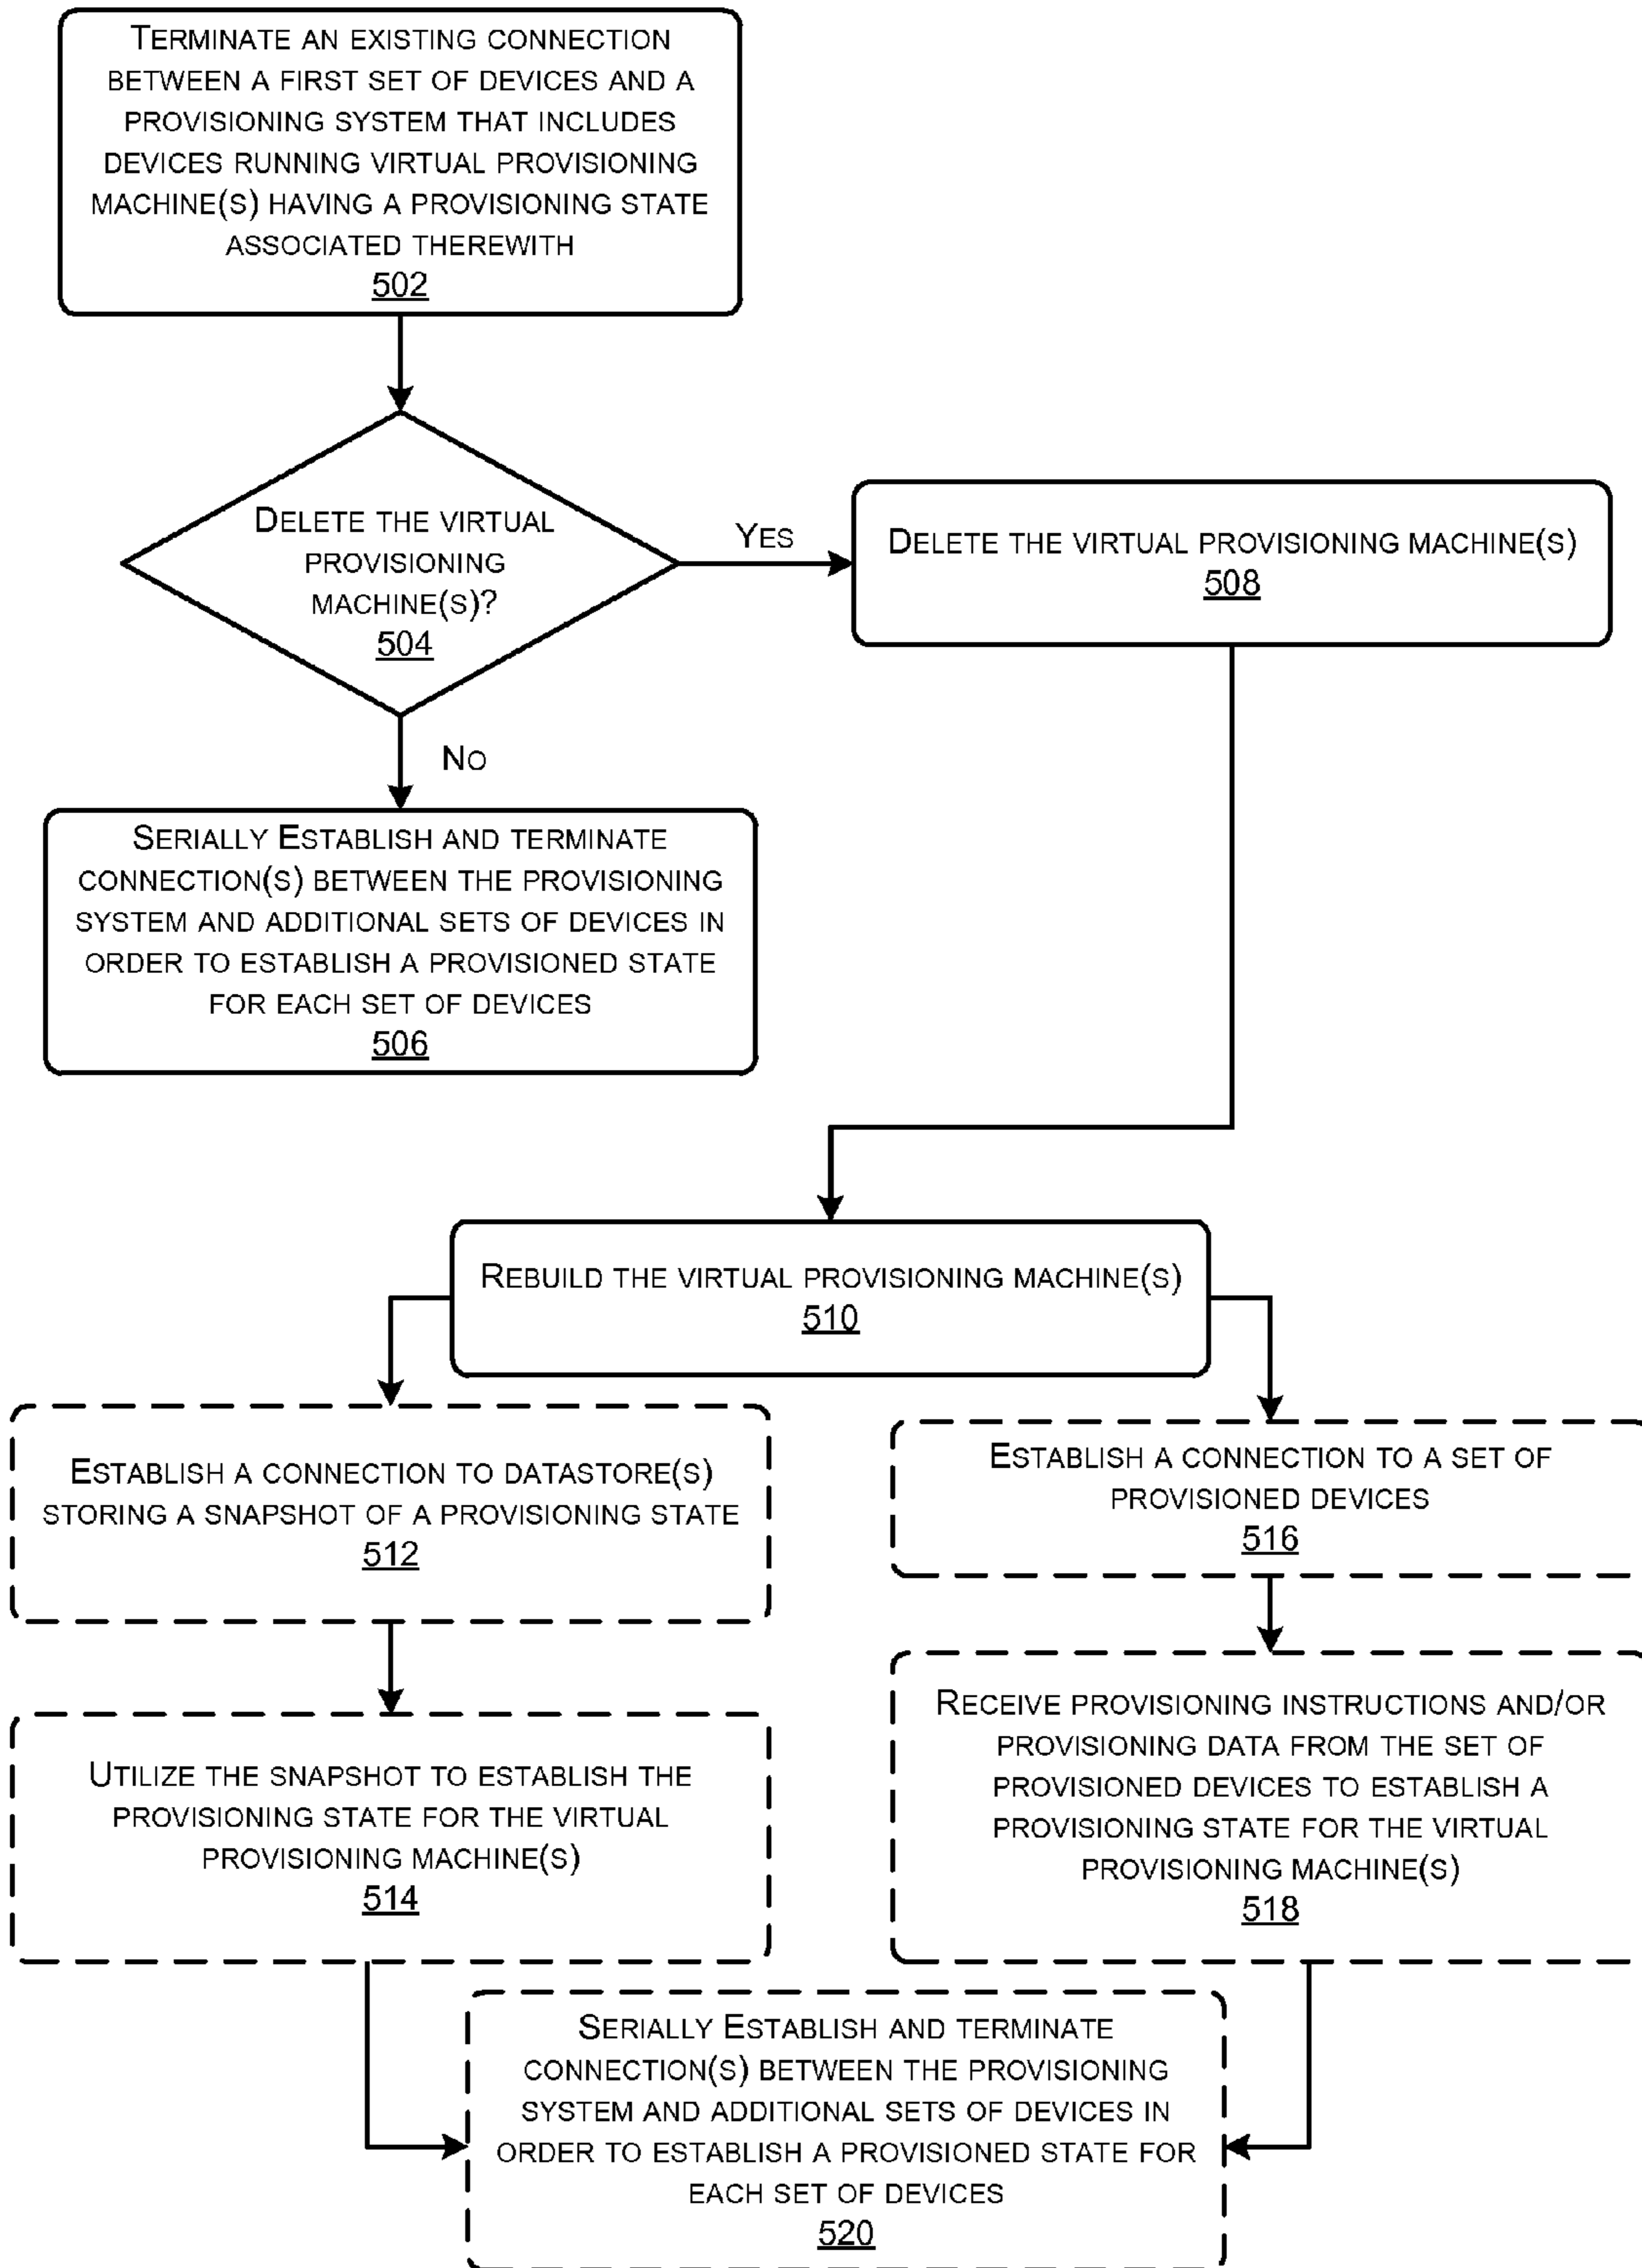 TERMINATE AN EXISTING CONNECTION
BETWEEN A FIRST SET OF DEVICES AND A
PROVISIONING SYSTEM THAT INCLUDES
DEVICES RUNNING VIRTUAL PROVISIONING
MACHINE(S) HAVING A PROVISIONING STATE
ASSOCIATED THEREWITH
502
DELETE THE VIRTUAL
PROVISIONING
MACHINE(S)?
504
YES
DELETE THE VIRTUAL PROVISIONING MACHINE(S)
508
NO
SERIALLY ESTABLISH AND TERMINATE
CONNECTION(S) BETWEEN THE PROVISIONING
SYSTEM AND ADDITIONAL SETS OF DEVICES IN
ORDER TO ESTABLISH A PROVISIONED STATE
FOR EACH SET OF DEVICES
506
REBUILD THE VIRTUAL PROVISIONING MACHINE(S)
510
ESTABLISH A CONNECTION TO DATASTORE(S)
STORING A SNAPSHOT OF A PROVISIONING STATE
512
UTILIZE THE SNAPSHOT TO ESTABLISH THE
PROVISIONING STATE FOR THE VIRTUAL
PROVISIONING MACHINE(S)
514
ESTABLISH A CONNECTION TO A SET OF
PROVISIONED DEVICES
516
RECEIVE PROVISIONING INSTRUCTIONS AND/OR
PROVISIONING DATA FROM THE SET OF
PROVISIONED DEVICES TO ESTABLISH A
PROVISIONING STATE FOR THE VIRTUAL
PROVISIONING MACHINE(S)
518
SERIALLY ESTABLISH AND TERMINATE
CONNECTION(S) BETWEEN THE PROVISIONING
SYSTEM AND ADDITIONAL SETS OF DEVICES IN
ORDER TO ESTABLISH A PROVISIONED STATE FOR
EACH SET OF DEVICES
520